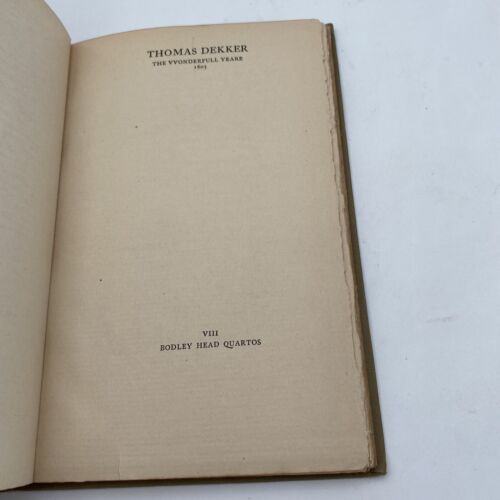 THOMAS DEKKER
THE VVONDERFULL YEARE
1603
VIII
BODLEY HEAD QUARTOS